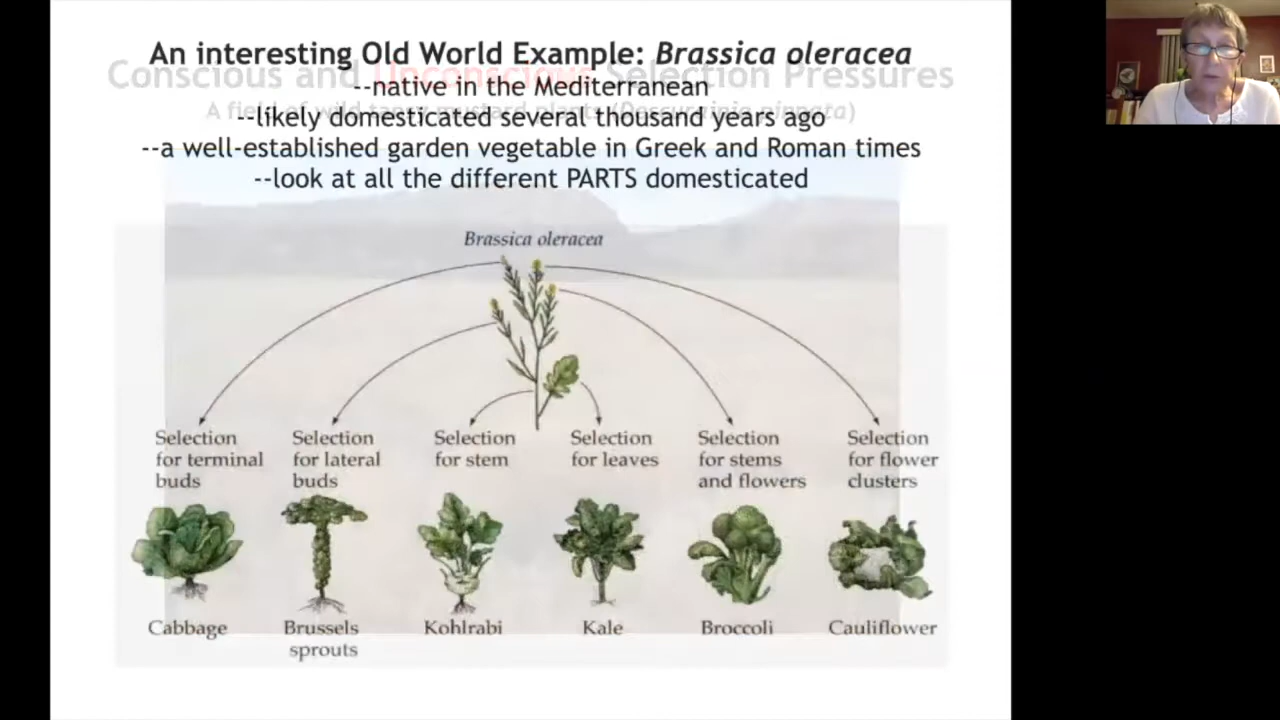 An interesting Old World Example: Brassica oleracea
Conscious and Unconscious Selection Pressures
--native in the Mediterranean
A field of wild tansy mustard plants (Descurainia pinnata)
--likely domesticated several thousand years ago
--a well-established garden vegetable in Greek and Roman times
--look at all the different PARTS domesticated
Brassica oleracea
Selection
for terminal
buds
Selection
for lateral
buds
Selection
for stem
Selection
for leaves
Selection
for stems
and flowers
Selection
for flower
clusters
Cabbage
Brussels
sprouts
Kohlrabi
Kale
Broccoli
Cauliflower